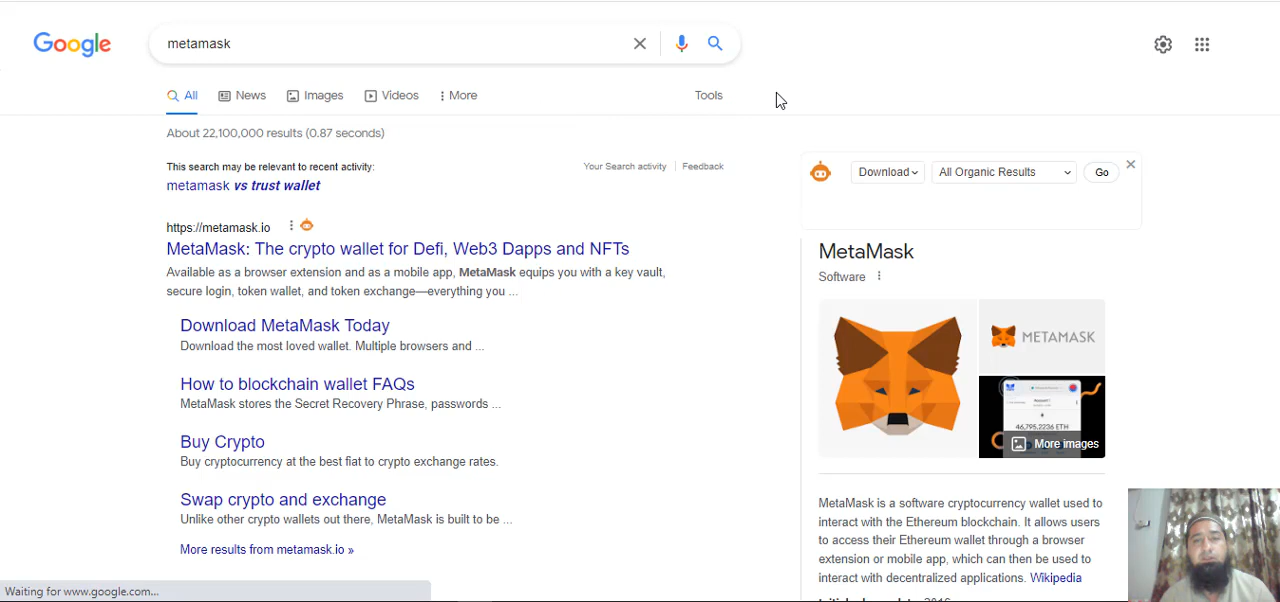 Google
metamask
All
News
Images
Videos
More
Tools
About 22,100,000 results (0.87 seconds)
This search may be relevant to recent activity:
Your Search activity
Feedback
metamask vs trust wallet
https://metamask.io
MetaMask: The crypto wallet for Defi, Web3 Dapps and NFTs
Available as a browser extension and as a mobile app, MetaMask equips you with a key vault,
secure login, token wallet, and token exchange—everything you ...
Download MetaMask Today
Download the most loved wallet. Multiple browsers and ...
How to blockchain wallet FAQs
MetaMask stores the Secret Recovery Phrase, passwords ...
Buy Crypto
Buy cryptocurrency at the best fiat to crypto exchange rates.
Swap crypto and exchange
Unlike other crypto wallets out there, MetaMask is built to be ...
More results from metamask.io »
Waiting for www.google.com...
Download
All Organic Results
Go
MetaMask
Software
METAMASK
46,795.2236 ETH
More images
MetaMask is a software cryptocurrency wallet used to
interact with the Ethereum blockchain. It allows users
to access their Ethereum wallet through a browser
extension or mobile app, which can then be used to
interact with decentralized applications. Wikipedia